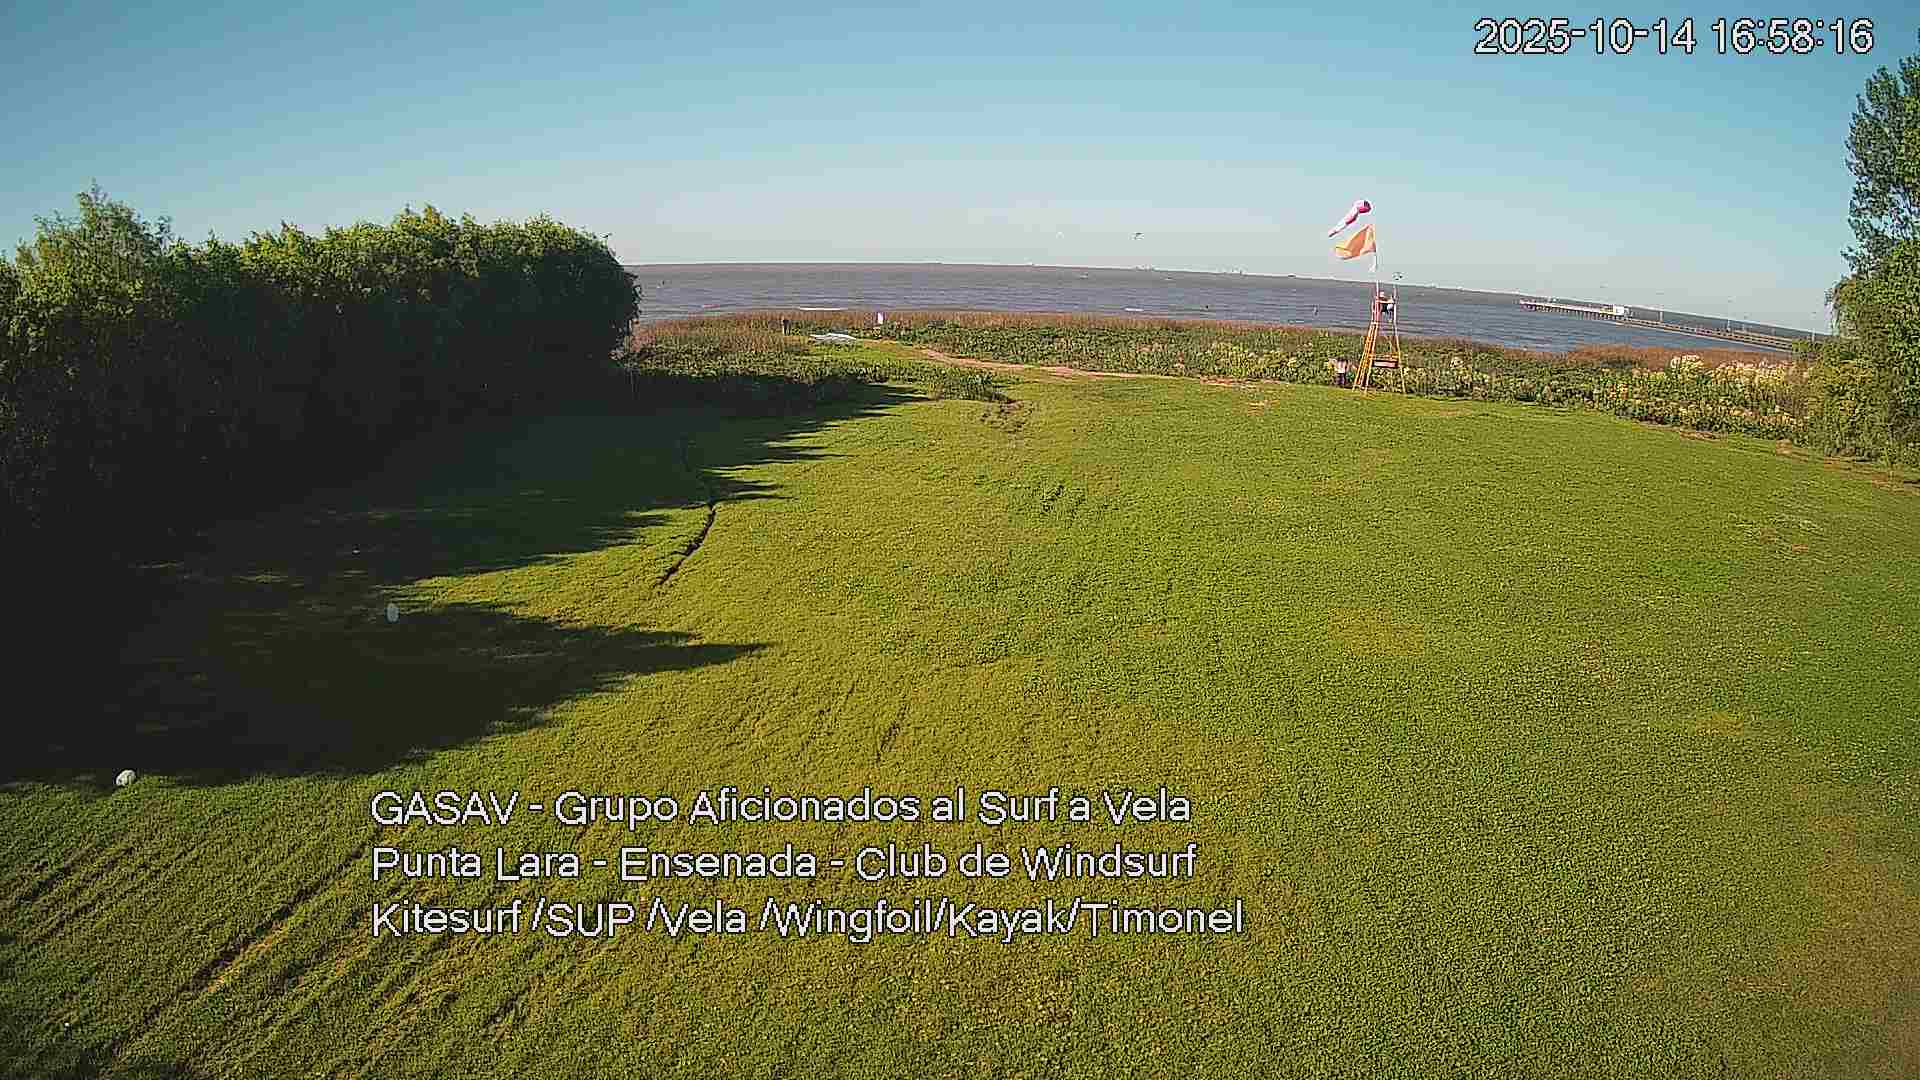 2025-10-14 16:58:16
GASAV - Grupo Aficionados al Surf a Vela
Punta Lara - Ensenada - Club de Windsurf
Kitesurf /SUP /Vela /Wingfoil/Kayak/Timonel